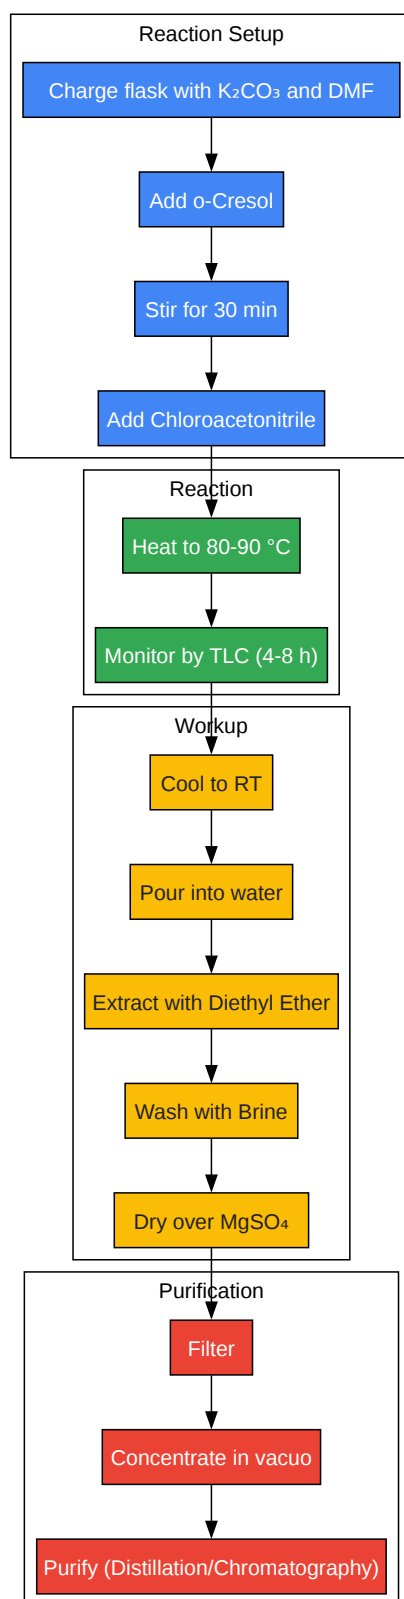 Reaction Setup
Charge flask with K₂CO₃ and DMF
Add o-Cresol
Stir for 30 min
Add Chloroacetonitrile
Reaction
Heat to 80-90 °C
Monitor by TLC (4-8 h)
Workup
Cool to RT
Pour into water
Extract with Diethyl Ether
Wash with Brine
Dry over MgSO₄
Purification
Filter
Concentrate in vacuo
Purify (Distillation/Chromatography)